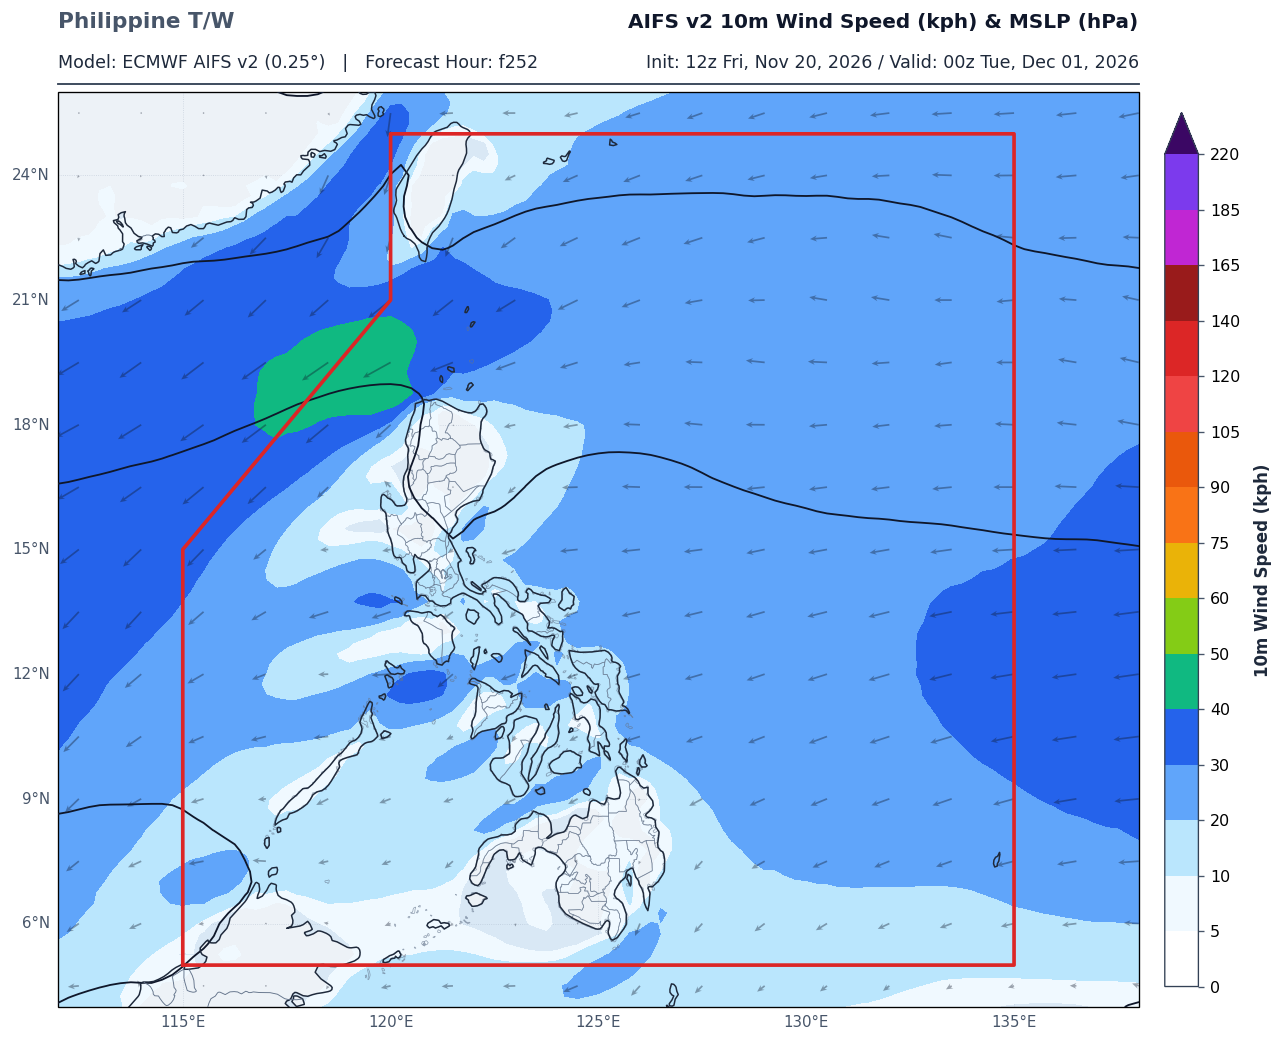 Philippine T/W
AIFS v2 10m Wind Speed (kph) & MSLP (hPa)
Model: ECMWF AIFS v2 (0.25°) | Forecast Hour: f252
Init: 12z Fri, Nov 20, 2026 / Valid: 00z Tue, Dec 01, 2026
24°N
21°N
18°N
15°N
12°N
9°N
6°N
115°E
120°E
125°E
130°E
135°E
220
185
165
140
120
105
90
75
60
50
40
30
20
10
5
0
10m Wind Speed (kph)